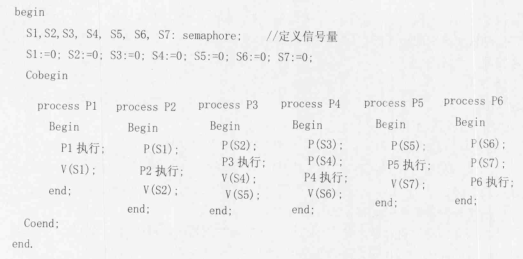 begin
S1,S2,S3, S4, S5, S6, S7: semaphore; //定义信号量
S1:=0; S2:=0; S3:=0; S4:=0; S5:=0; S6:=0; S7:=0;
Cobegin
process P1 process P2 process P3 process P4 process P5 process P6
Begin Begin Begin Begin Begin Begin
P1 执行; P(S1); P(S2); P(S3); P(S5); P(S6);
V(S1); P2 执行; P3 执行; P(S4); P5 执行; P(S7);
end; V(S2); V(S4); P4 执行; V(S7); P6 执行;
end; V(S5); V(S6); end; end;
end; end;
Coend;
end.